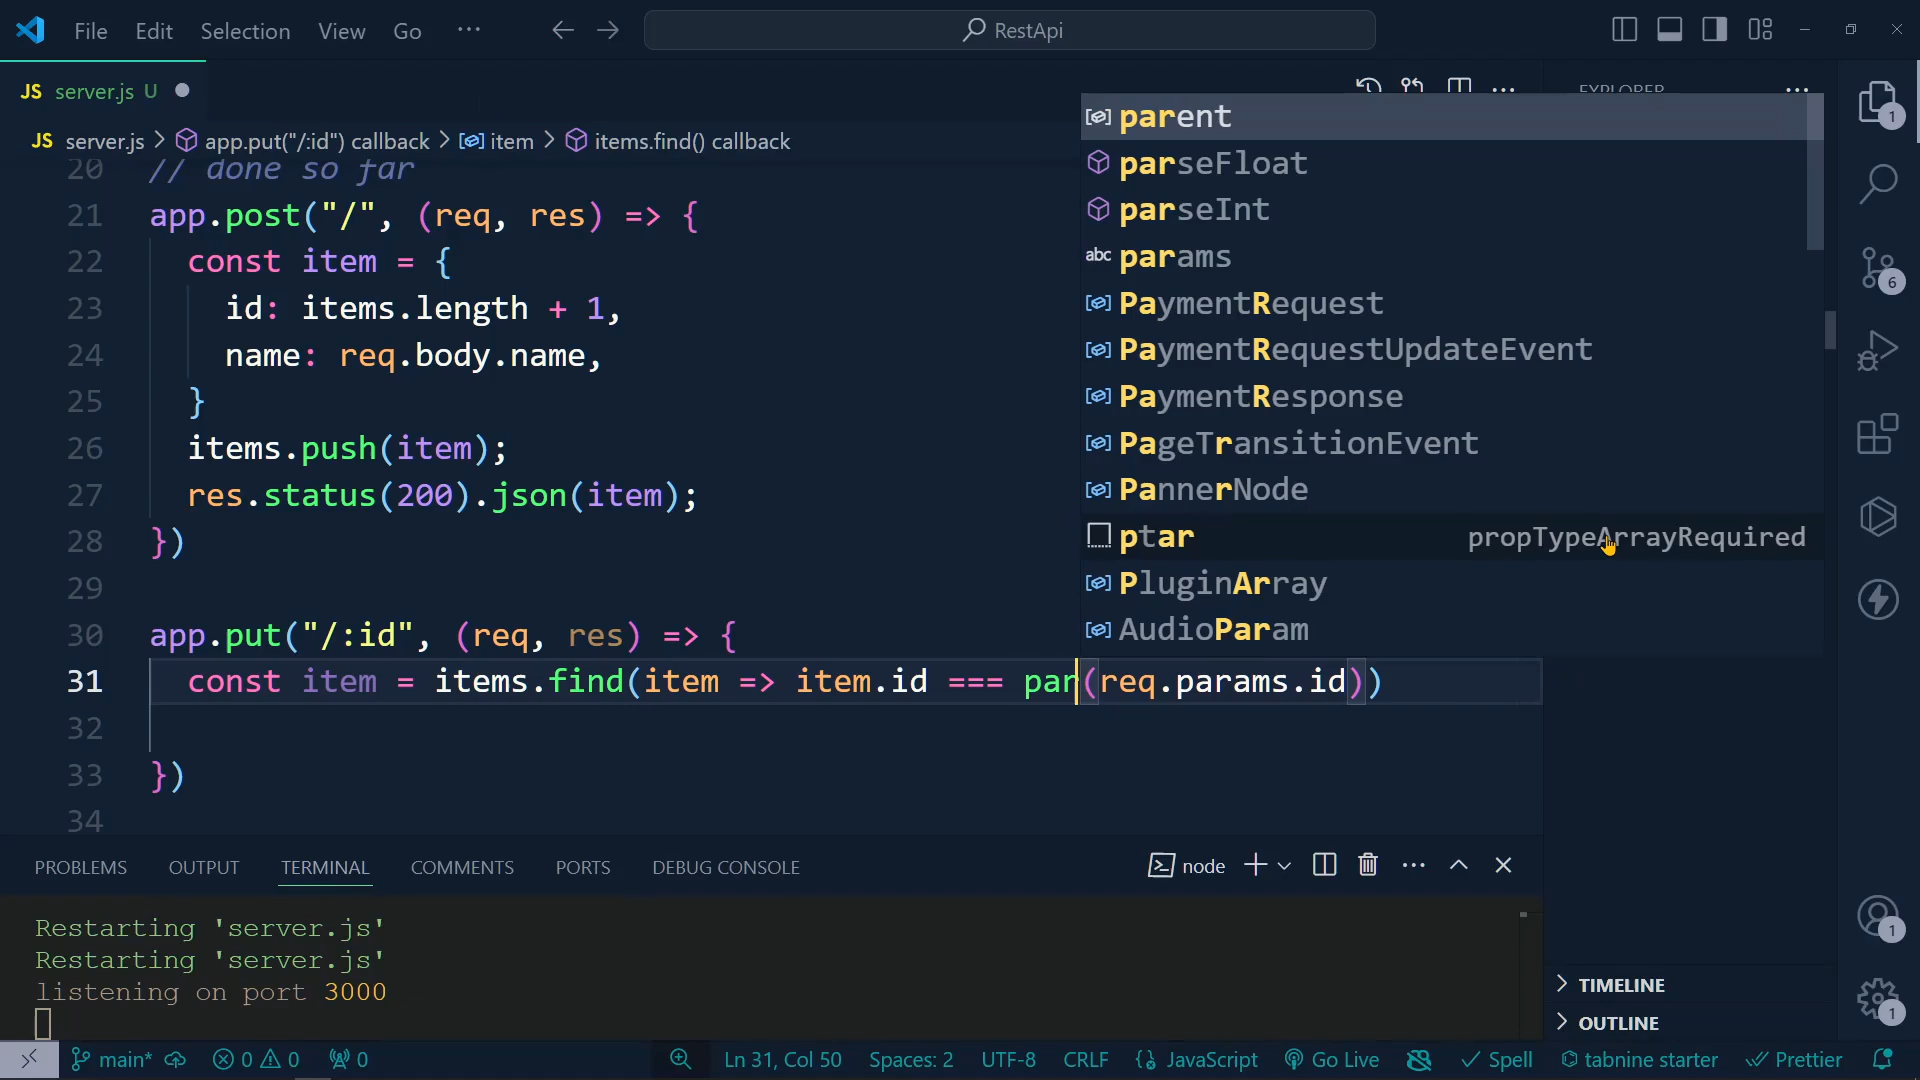 File Edit Selection View Go ... RestApi
JS server.js U
EXPLORER ...
JS server.js > app.put("/:id") callback > item > items.find() callback
20 // done so far
21 app.post("/", (req, res) => {
22 const item = {
23 id: items.length + 1,
24 name: req.body.name,
25 }
26 items.push(item);
27 res.status(200).json(item);
28 })
29
30 app.put("/:id", (req, res) => {
31 const item = items.find(item => item.id === par(req.params.id))
32
33 })
34
parent
parseFloat
parseInt
abc params
PaymentRequest
PaymentRequestUpdateEvent
PaymentResponse
PageTransitionEvent
PannerNode
ptar propTypeArrayRequired
PluginArray
AudioParam
1
6
1
1
PROBLEMS OUTPUT TERMINAL COMMENTS PORTS DEBUG CONSOLE node
Restarting 'server.js'
Restarting 'server.js'
listening on port 3000
TIMELINE
OUTLINE
main* 0 0 0 Ln 31, Col 50 Spaces: 2 UTF-8 CRLF {} JavaScript Go Live Spell tabnine starter Prettier